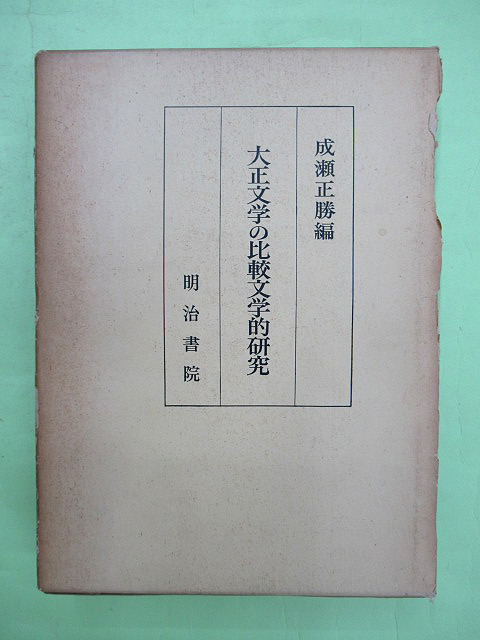 成瀬正勝編
大正文学の比較文学的研究
明治書院